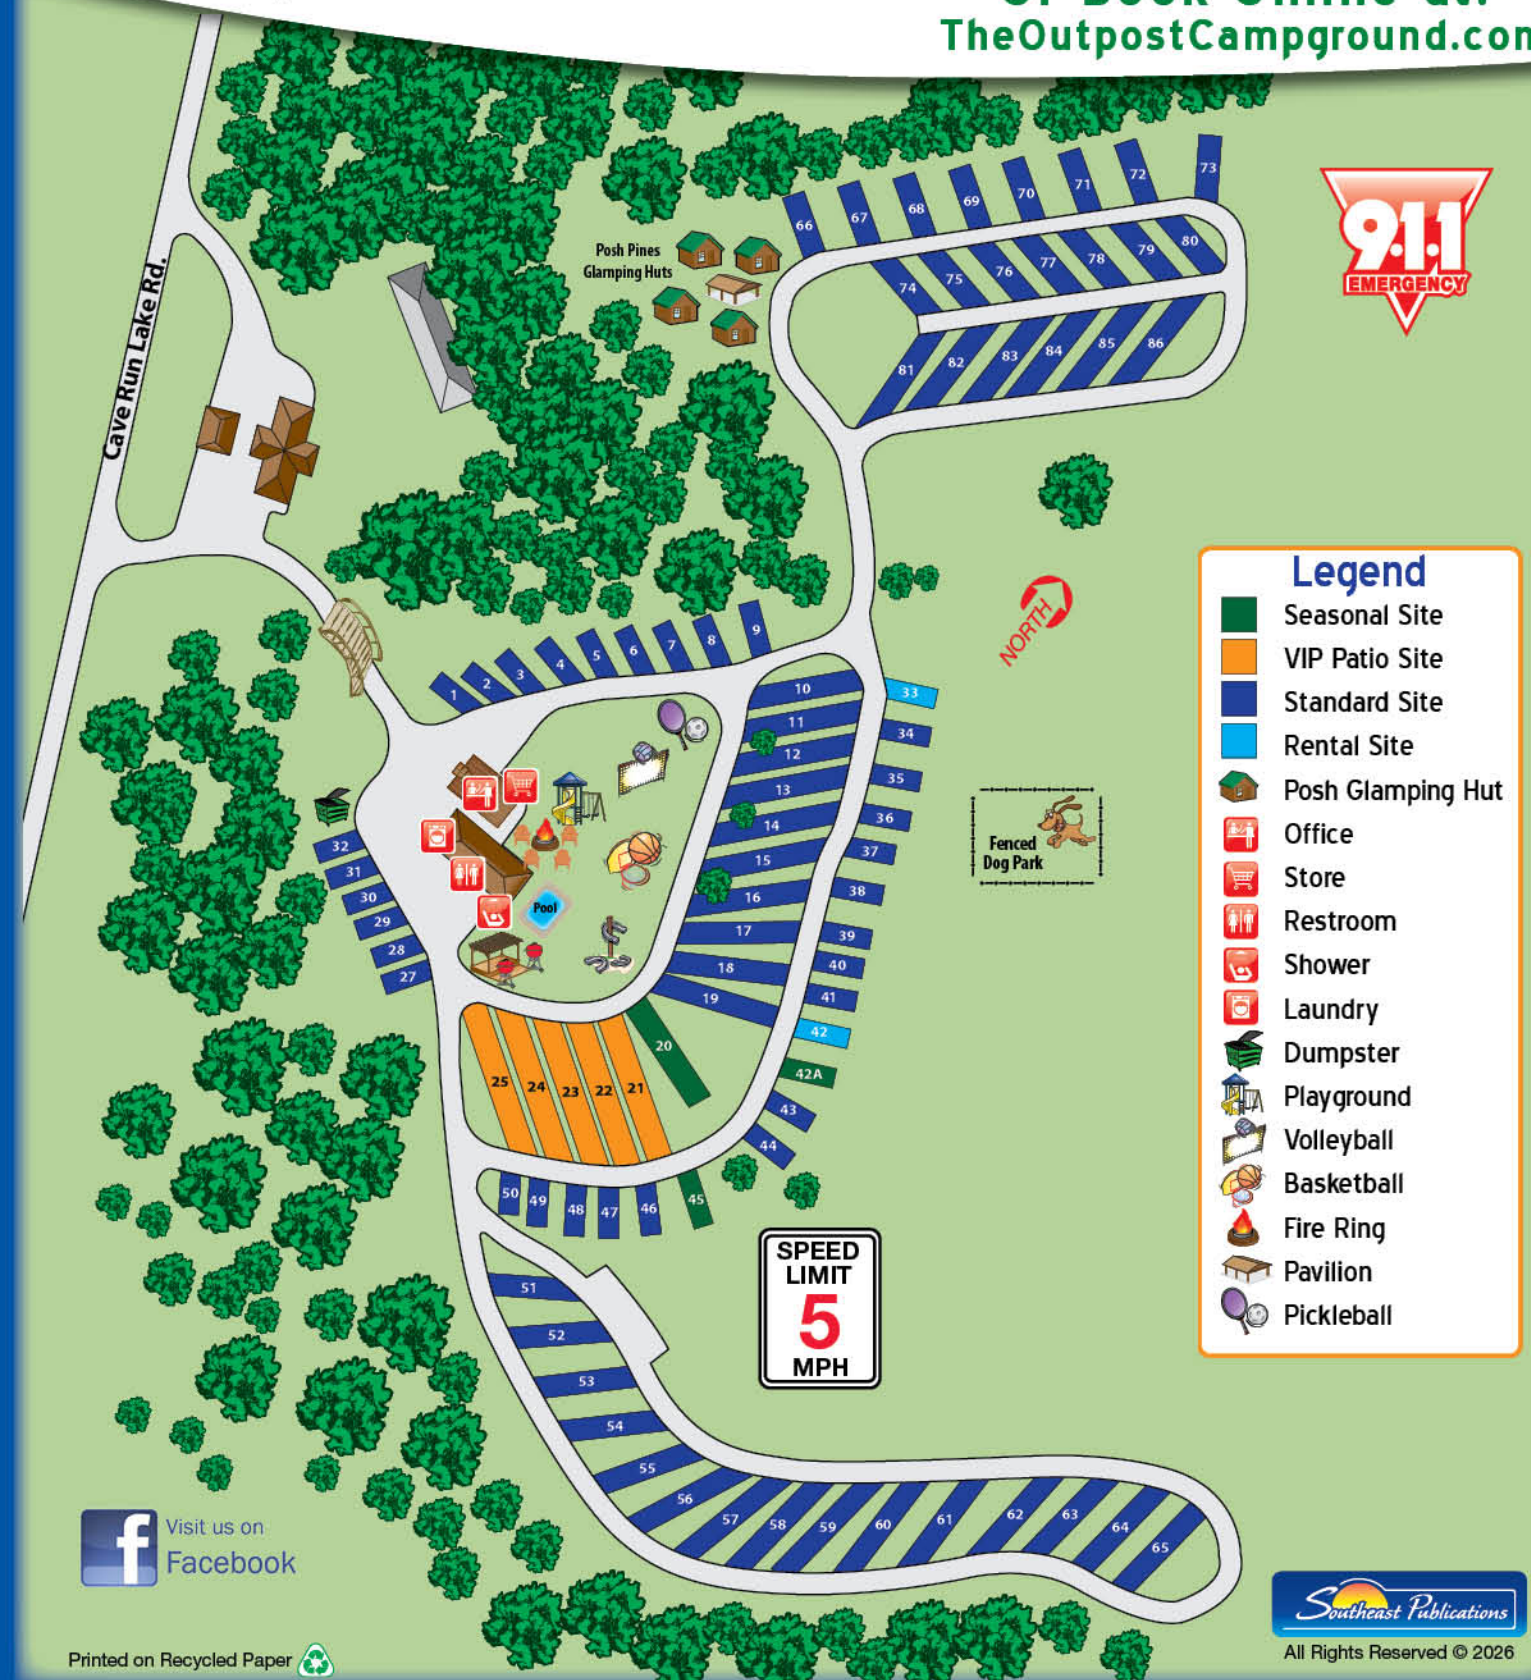 TheOutpostCampground.com
Cave Run Lake Rd.
Posh Pines
Glamping Huts
66
67
68
69
70
71
72
73
74
75
76
77
78
79
80
81
82
83
84
85
86
9.1.1
EMERGENCY
NORTH
1
2
3
4
5
6
7
8
9
10
11
12
13
14
15
16
17
18
19
20
21
22
23
24
25
27
28
29
30
31
32
33
34
35
36
37
38
39
40
41
42
42A
43
44
45
46
47
48
49
50
51
52
53
54
55
56
57
58
59
60
61
62
63
64
65
Pool
Fenced
Dog Park
SPEED
LIMIT
5
MPH
Legend
Seasonal Site
VIP Patio Site
Standard Site
Rental Site
Posh Glamping Hut
Office
Store
Restroom
Shower
Laundry
Dumpster
Playground
Volleyball
Basketball
Fire Ring
Pavilion
Pickleball
f
Visit us on
Facebook
Printed on Recycled Paper
Southeast Publications
All Rights Reserved © 2026